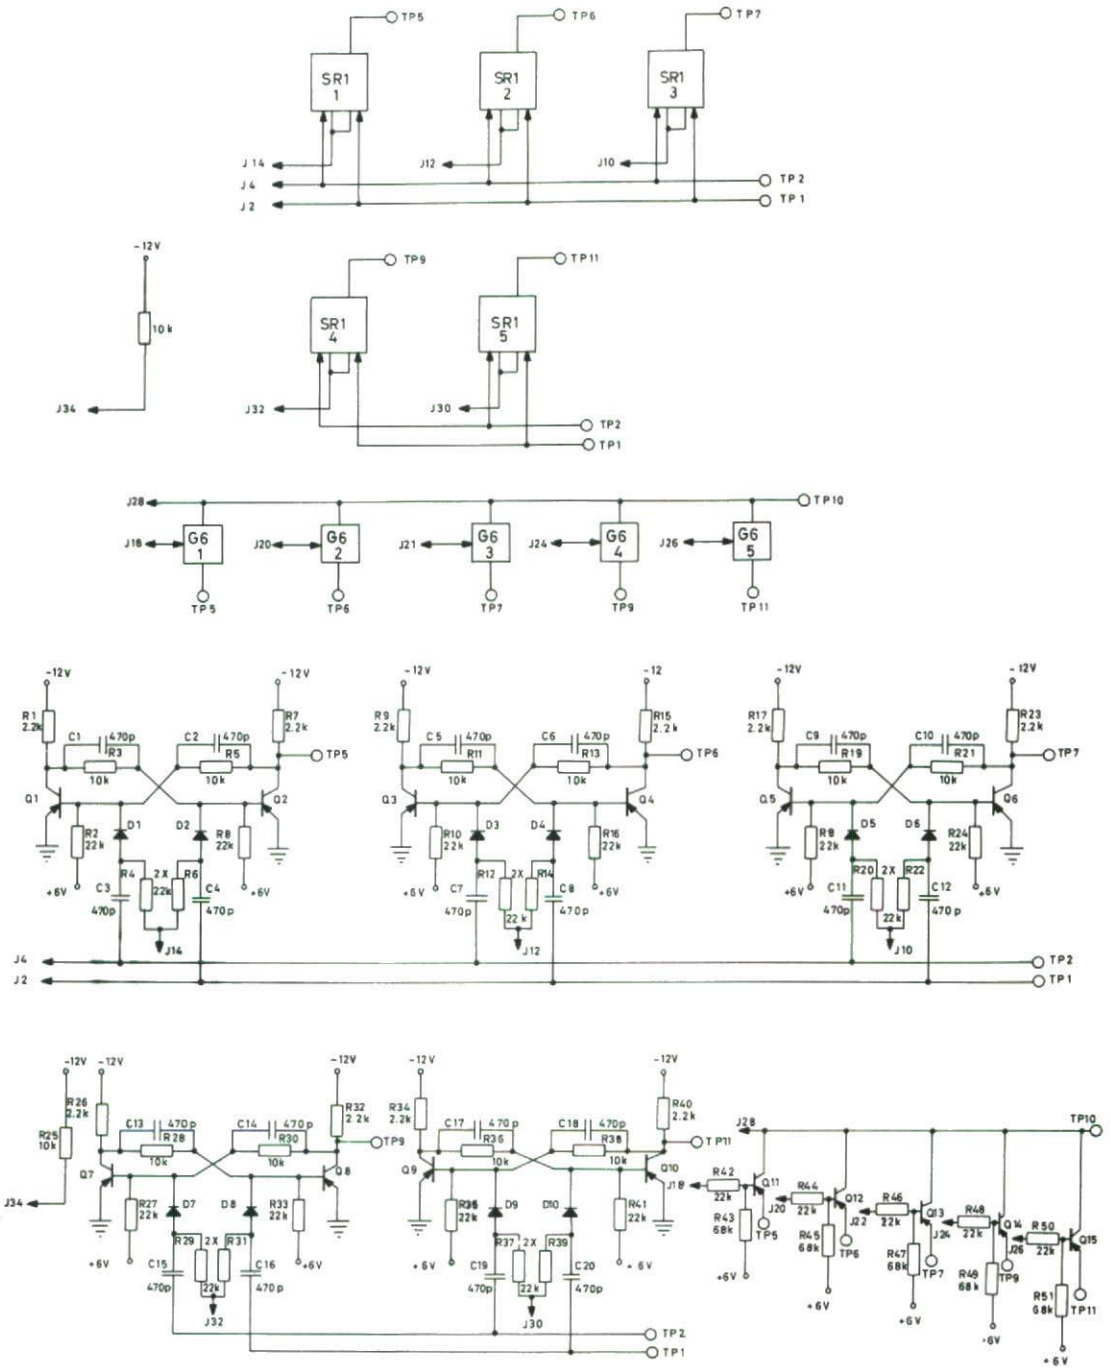 TP5 TP6 TP7
SR1 SR1 SR1
1 2 3
J14 J12 J10
J4 TP2
J2 TP1
-12V TP9 TP11
10k
SR1 SR1
4 5
J34 J32 J30
TP2
TP1
J28 TP10
J18 G6 J20 G6 J21 G6 J24 G6 J26 G6
1 2 3 4 5
TP5 TP6 TP7 TP9 TP11
-12V -12V -12V -12 -12V -12V
R1 R7 R9 R15 R17 R23
2.2k 2.2k 2.2k 2.2k 2.2k 2.2k
C1 470p C2 470p C5 470p C6 470p C9 470p C10 470p
R3 R5 TP5 R11 R13 TP6 R19 R21 TP7
10k 10k 10k 10k 10k 10k
Q1 Q2 Q3 Q4 Q5 Q6
R2 D1 D2 R8 R10 D3 D4 R16 R8 D5 D6 R24
22k 22k 22k 22k 22k 22k
R4 2X R6 R12 2X R14 R20 2X R22
+6V C3 22k C4 +6V C7 C8 +6V +6V C11 C12 +6V
470p 470p 470p 22k 470p 470p 22k 470p
J14 J12 J10
J4 TP2
J2 TP1
-12V -12V -12V -12V -12V
R26 R32 R34 R40
2.2k 2.2k 2.2k 2.2k
R25 C13 470p C14 470p C17 470p C18 470p
10k R28 R30 TP9 R36 R38 TP11
10k 10k 10k 10k
J28 TP10
Q7 Q8 Q9 Q10
J34 R27 D7 D8 R33 R35 D9 D10 R41
22k 22k 22k 22k
R29 2X R31 R37 2X R39
+6V C15 C16 +6V +6V C19 C20 +6V
470p 22k 470p 470p 22k 470p
J32 J30
TP2
TP1
J18 R42 Q11
22k
R43 TP5
68k
+6V
J20 R44 Q12
22k
R45 TP6
68k
+6V
J22 R46 Q13
22k
R47 TP7
68k
+6V
J24 R48 Q14
22k
R49 TP9
68k
+6V
J26 R50 Q15
22k
R51 TP11
68k
+6V